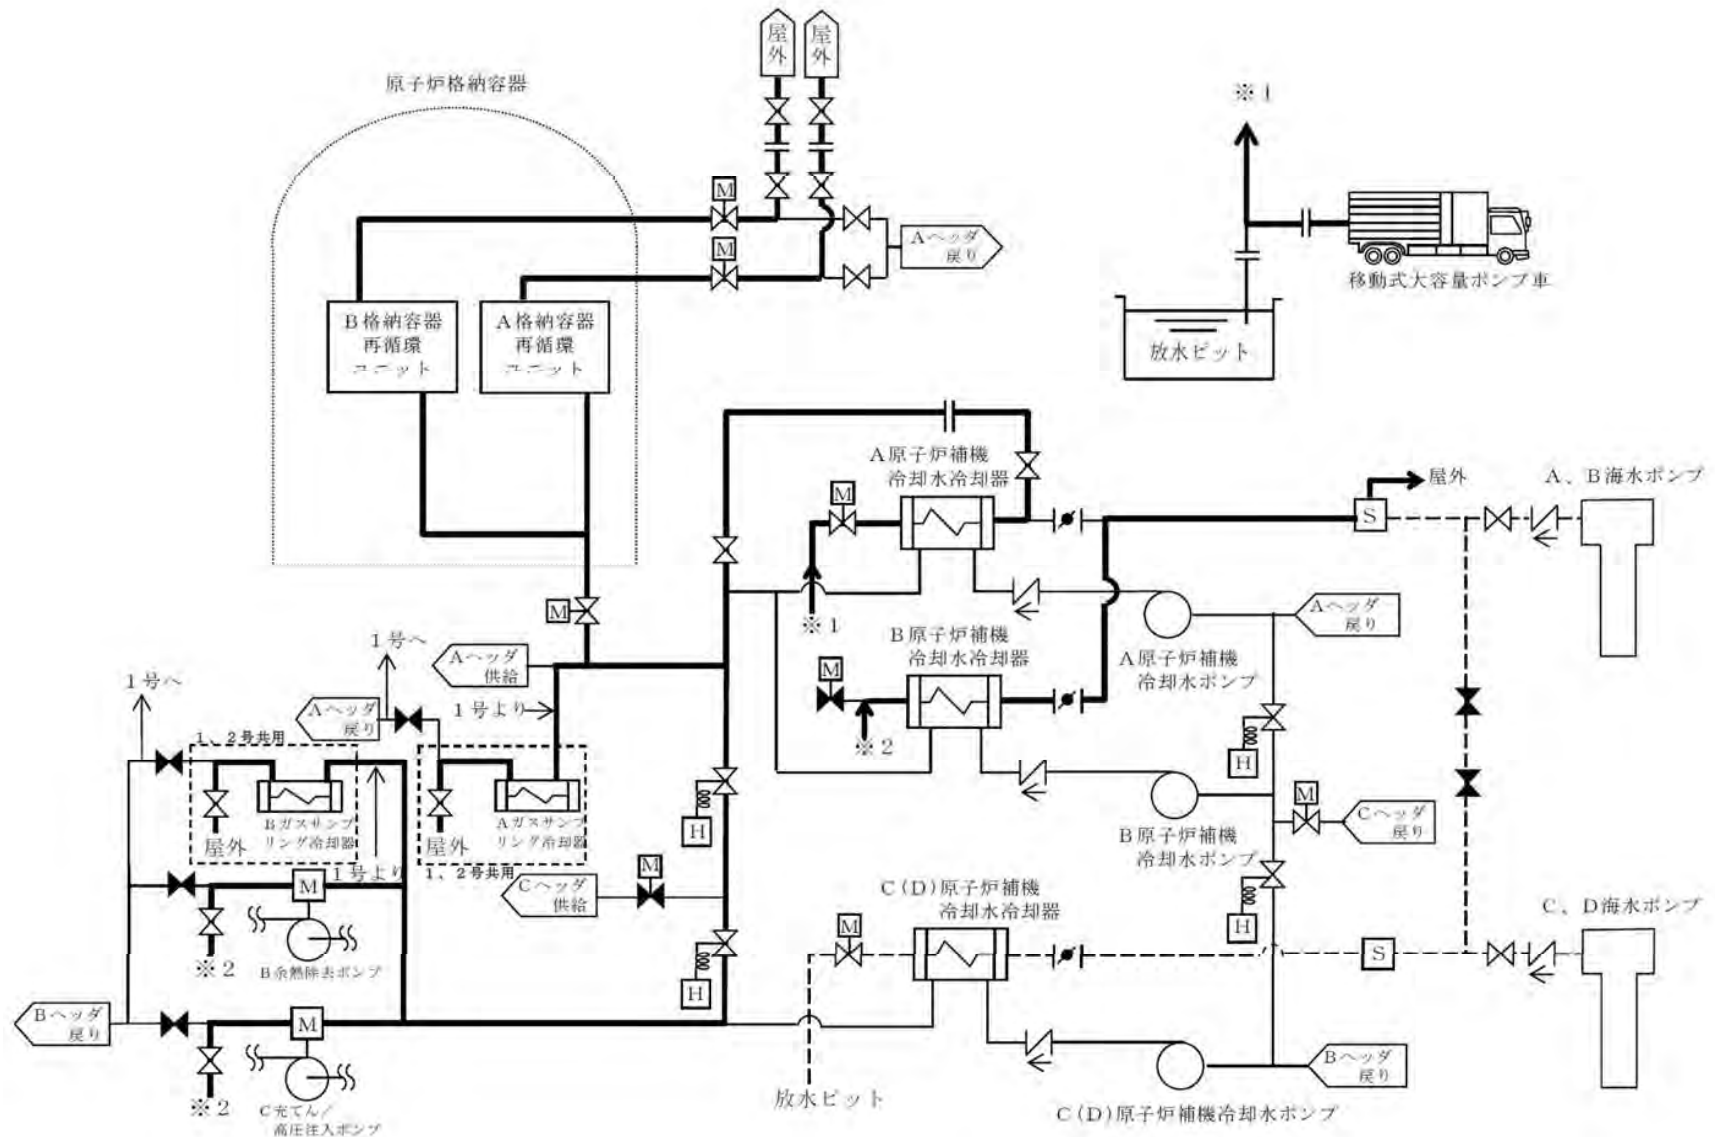 屋外
屋外
原子炉格納容器
※1
M
M
Aヘッダ
戻り
移動式大容量ポンプ車
放水ピット
B格納容器
再循環
ユニット
A格納容器
再循環
ユニット
A原子炉補機
冷却水冷却器
M
屋外
S
A、B海水ポンプ
M
※1
Aヘッダ
戻り
B原子炉補機
冷却水冷却器
M
A原子炉補機
冷却水ポンプ
1号へ
Aヘッダ
供給
1号へ
1号より
Aヘッダ
戻り
※2
1、2号共用
H
M
Bガスサンプ
リング冷却器
Aガスサンプ
リング冷却器
H
Cヘッダ
戻り
屋外
屋外
B原子炉補機
冷却水ポンプ
1号より
1、2号共用
M
M
Cヘッダ
供給
C(D)原子炉補機
冷却水冷却器
H
C、D海水ポンプ
M
S
※2
B余熱除去ポンプ
H
Bヘッダ
戻り
M
Bヘッダ
戻り
※2
C充てん/
高圧注入ポンプ
放水ピット
C(D)原子炉補機冷却水ポンプ